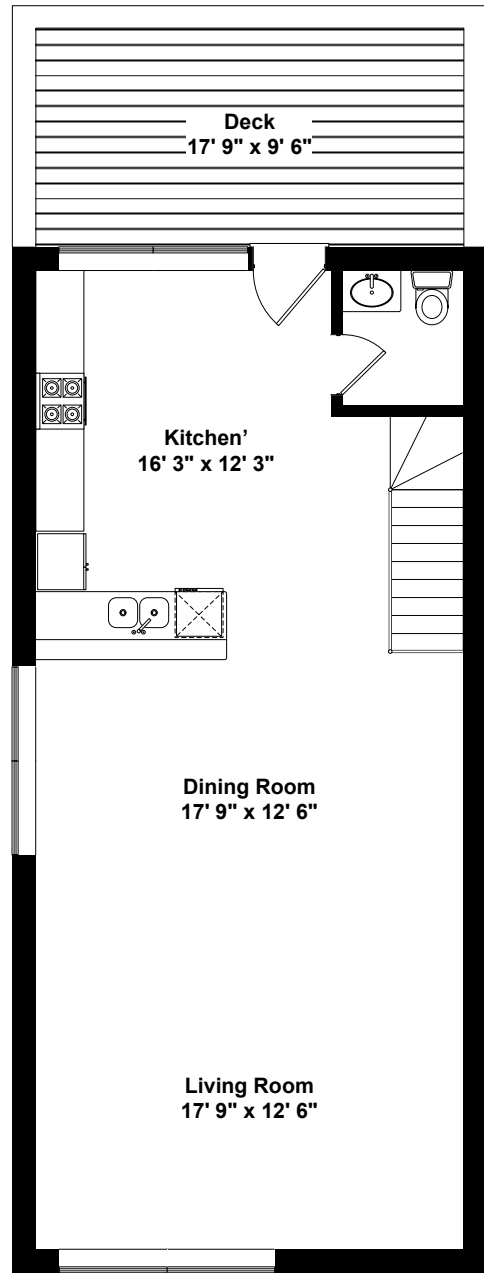 Deck
17' 9" x 9' 6"
Kitchen’
16' 3" x 12' 3"
Dining Room
17' 9" x 12' 6"
Living Room
17' 9" x 12' 6"